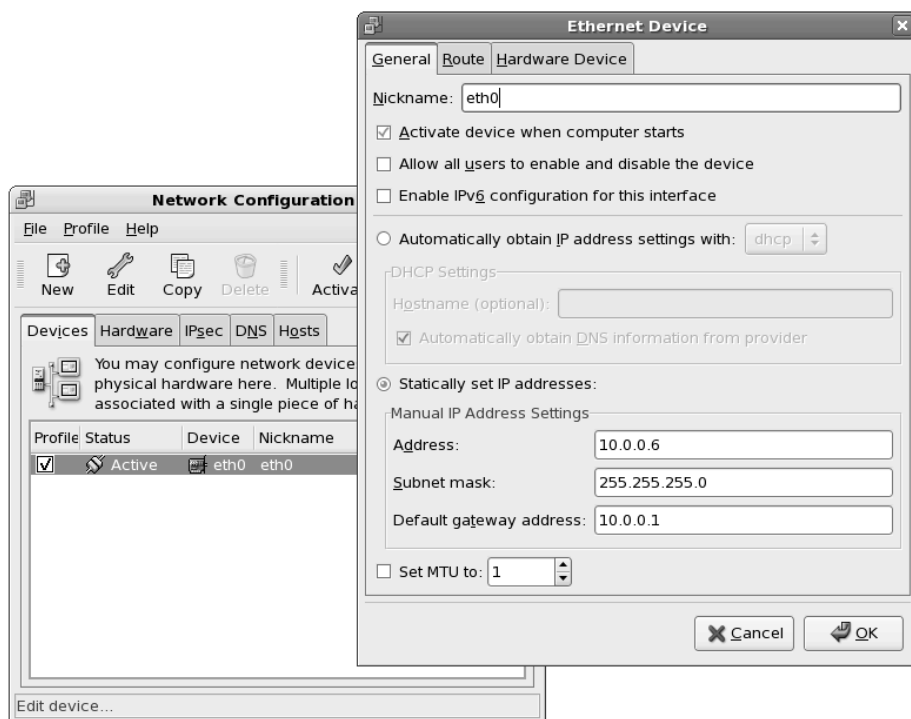 Ethernet Device
General Route Hardware Device
Nickname: eth0
Activate device when computer starts
Allow all users to enable and disable the device
Enable IPv6 configuration for this interface
Automatically obtain IP address settings with: dhcp
DHCP Settings
Hostname (optional):
Automatically obtain DNS information from provider
Statically set IP addresses:
Manual IP Address Settings
Address: 10.0.0.6
Subnet mask: 255.255.255.0
Default gateway address: 10.0.0.1
Set MTU to: 1
Cancel OK
Network Configuration
File Profile Help
New Edit Copy Delete Activa
Devices Hardware IPsec DNS Hosts
You may configure network device
physical hardware here. Multiple lo
associated with a single piece of ha
Profile Status Device Nickname
Active eth0 eth0
Edit device...